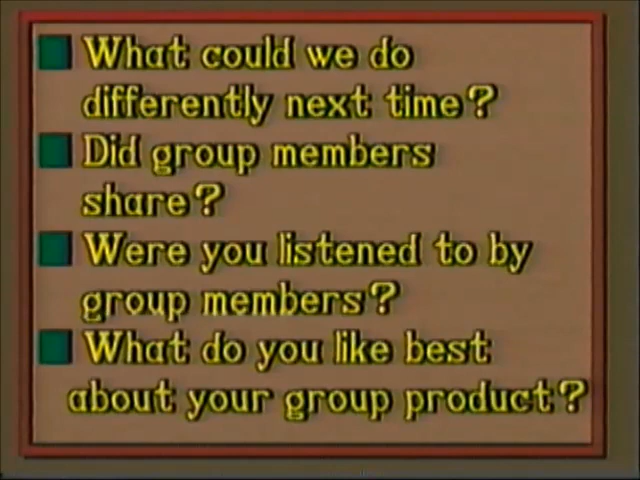 What could we do
differently next time?
Did group members
share?
Were you listened to by
group members?
What do you like best
about your group product?